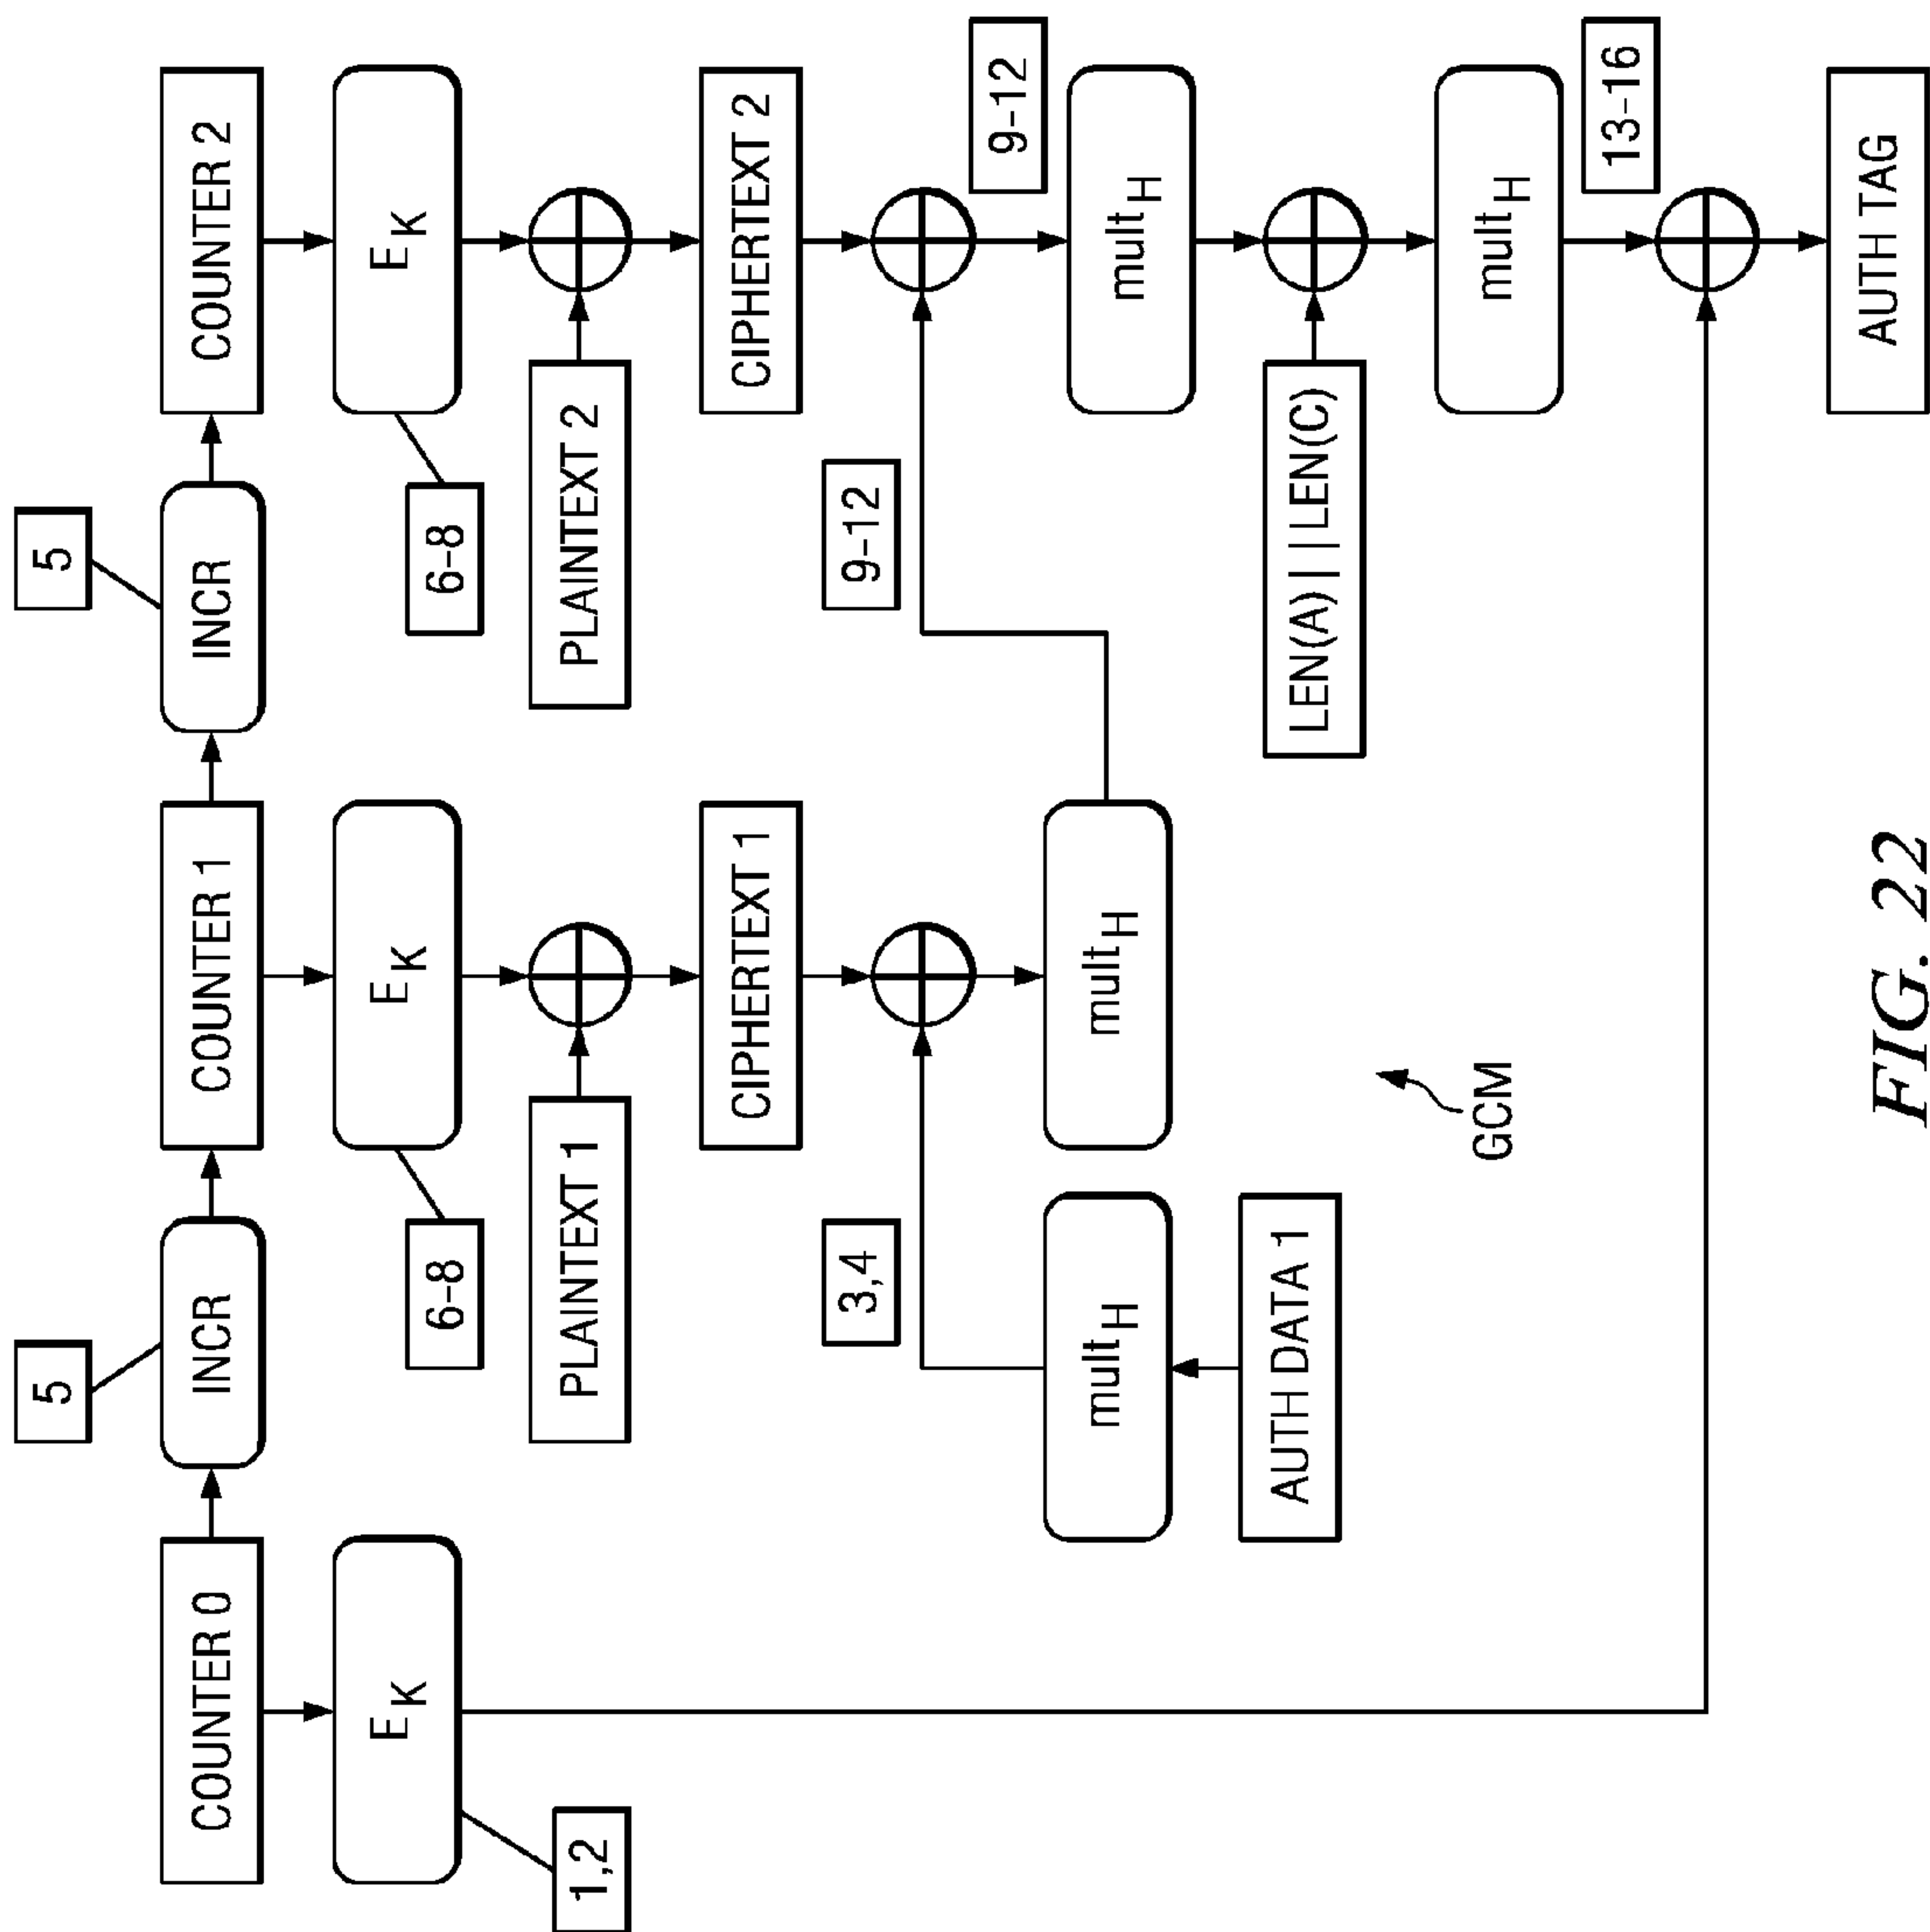 5
5
COUNTER 0
INCR
COUNTER 1
INCR
COUNTER 2
E K
E K
E K
1,2
6-8
6-8
PLAINTEXT 1
PLAINTEXT 2
CIPHERTEXT 1
CIPHERTEXT 2
3,4
9-12
9-12
mult H
mult H
mult H
AUTH DATA 1
LEN(A) || LEN(C)
GCM
mult H
13-16
AUTH TAG
FIG. 22